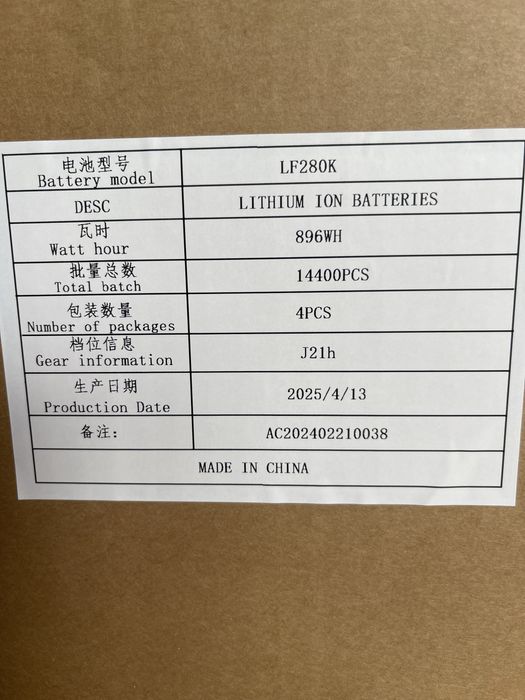 电池型号
Battery model
LF280K
DESC
LITHIUM ION BATTERIES
瓦时
Watt hour
896WH
批量总数
Total batch
14400PCS
包装数量
Number of packages
4PCS
档位信息
Gear information
J21h
生产日期
Production Date
2025/4/13
备注:
AC202402210038
MADE IN CHINA